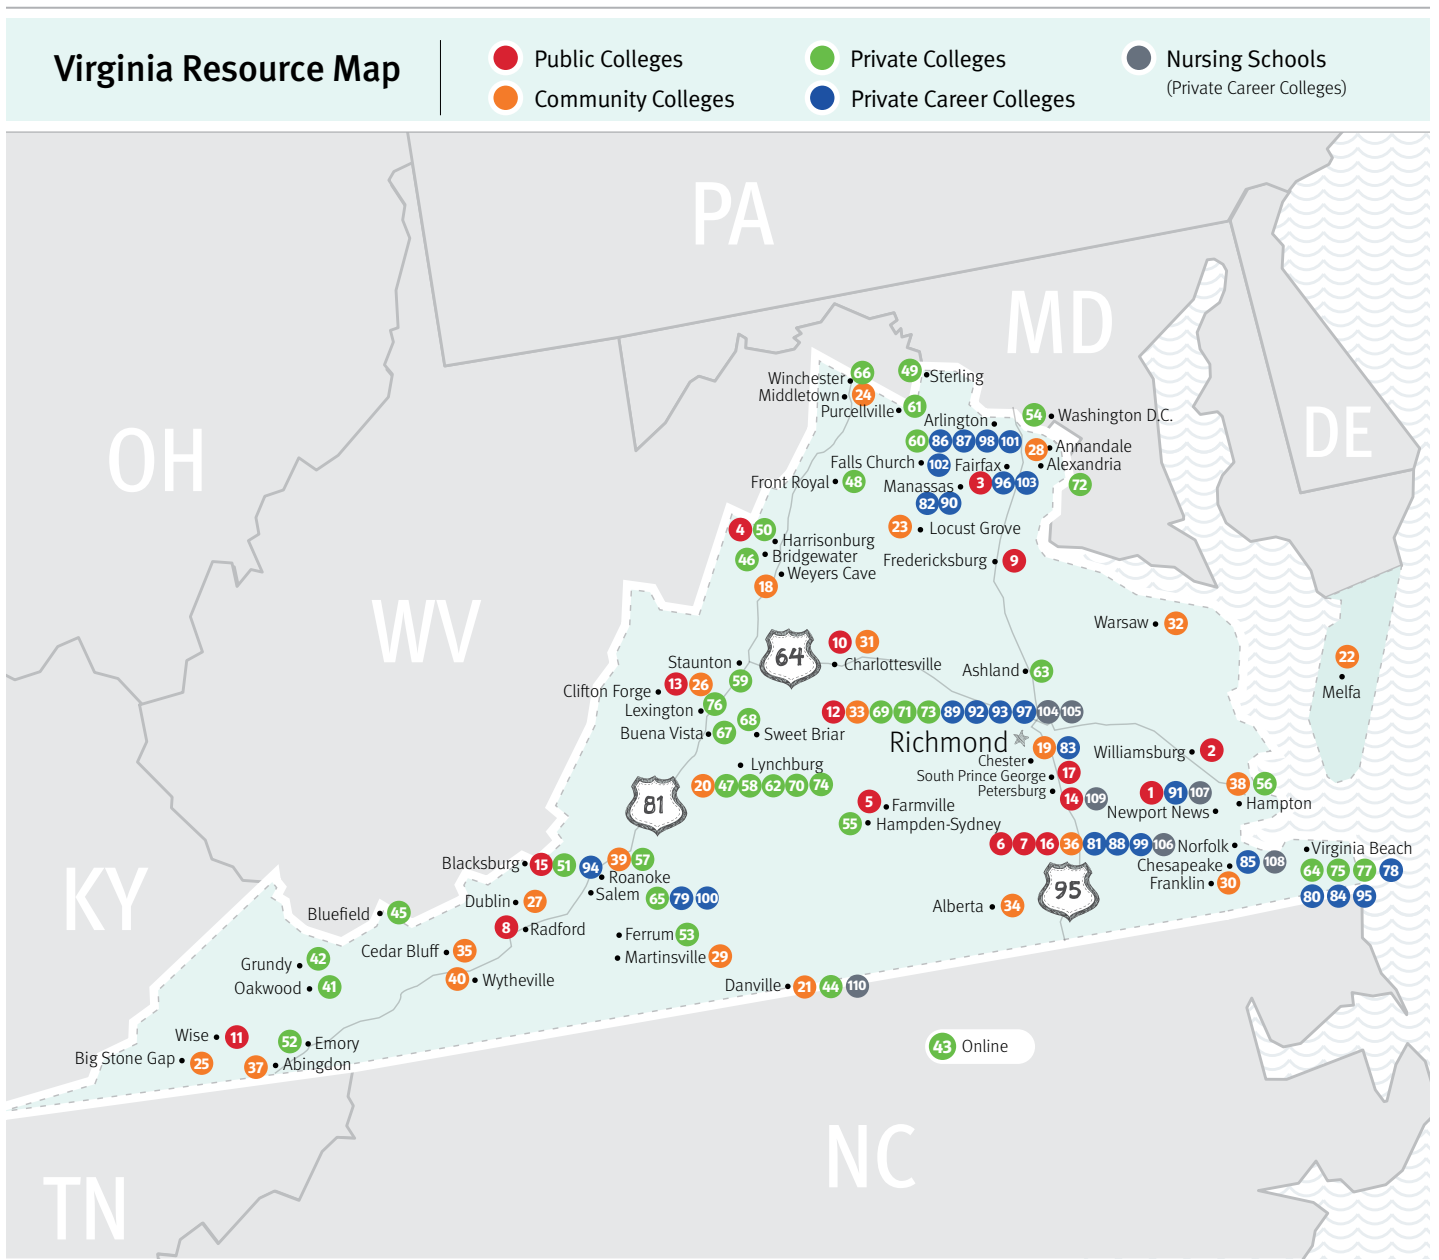 Virginia Resource Map
Public Colleges
Private Colleges
Nursing Schools
(Private Career Colleges)
Community Colleges
Private Career Colleges
PA
MD
OH
DE
WV
KY
NC
TN
Winchester 66
49 Sterling
Middletown 24
Purcellville 61
54 Washington D.C.
Arlington
60 86 87 98 101
28 Annandale
Falls Church 102
Fairfax
Alexandria
72
Front Royal 48
Manassas
3 96 103
82 90
23 Locust Grove
4 50
Harrisonburg
46 Bridgewater
Weyers Cave
18
Fredericksburg 9
Warsaw 32
10 31
64
Charlottesville
22
Melfa
Staunton
59
Ashland 63
Clifton Forge 13 26
Lexington 76
68
12 33 69 71 73 89 92 93 97 104 105
Buena Vista 67
Sweet Briar
Richmond
19 83
Chester
Williamsburg 2
Lynchburg
20 47 58 62 70 74
South Prince George 17
Petersburg 14 109
1 91 107
Newport News
38 56
Hampton
81
5 Farmville
55 Hampden-Sydney
6 7 16 36 81 88 99 106 Norfolk
Virginia Beach
64 75 77 78
80 84 95
Chesapeake 85 108
Franklin 30
95
Alberta 34
Blacksburg 15 51
94
39 57
Roanoke
Salem 65 79 100
Dublin 27
8 Radford
Bluefield 45
Ferrum 53
Martinsville 29
Cedar Bluff 35
40 Wytheville
Grundy 42
Oakwood 41
Danville 21 44 110
Wise 11
52 Emory
Big Stone Gap 25
37 Abingdon
43 Online